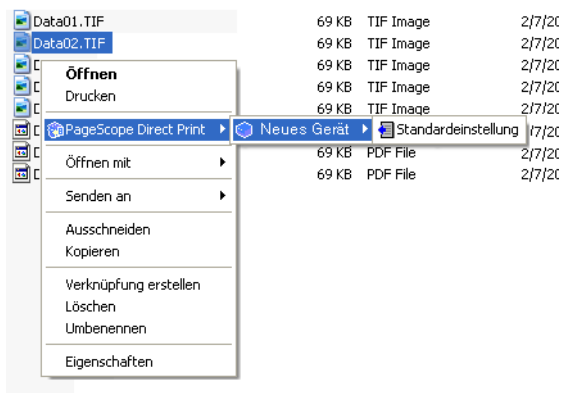 Data01.TIF 69 KB TIF Image 2/7/20
Data02.TIF 69 KB TIF Image 2/7/20
D 69 KB TIF Image 2/7/20
D 69 KB TIF Image 2/7/20
D 69 KB TIF Image 2/7/20
D /7/20
D 69 KB PDF File 2/7/20
D 69 KB PDF File 2/7/20
Öffnen
Drucken
PageScope Direct Print
Neues Gerät
Standardeinstellung
Öffnen mit
Senden an
Ausschneiden
Kopieren
Verknüpfung erstellen
Löschen
Umbenennen
Eigenschaften